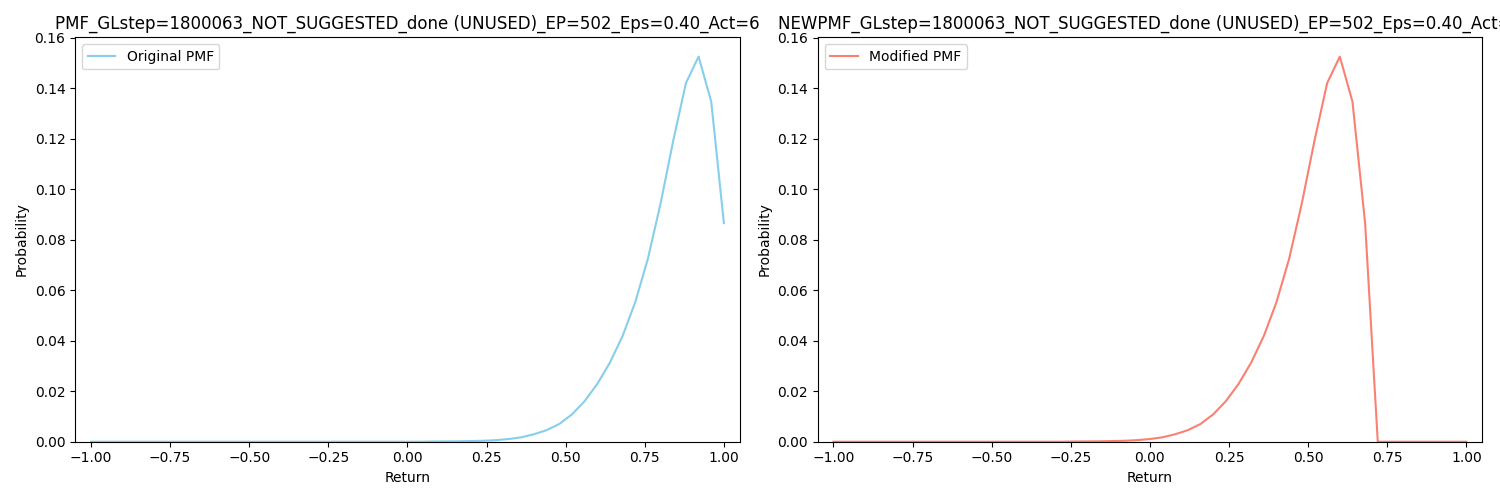 PMF_GLstep=1800063_NOT_SUGGESTED_done (UNUSED)_EP=502_Eps=0.40_Act=6
Original PMF
0.16
0.14
0.12
0.10
0.08
0.06
0.04
0.02
0.00
Probability
−1.00 −0.75 −0.50 −0.25 0.00 0.25 0.50 0.75 1.00
Return
NEWPMF_GLstep=1800063_NOT_SUGGESTED_done (UNUSED)_EP=502_Eps=0.40_Act=
Modified PMF
0.16
0.14
0.12
0.10
0.08
0.06
0.04
0.02
0.00
Probability
−1.00 −0.75 −0.50 −0.25 0.00 0.25 0.50 0.75 1.00
Return